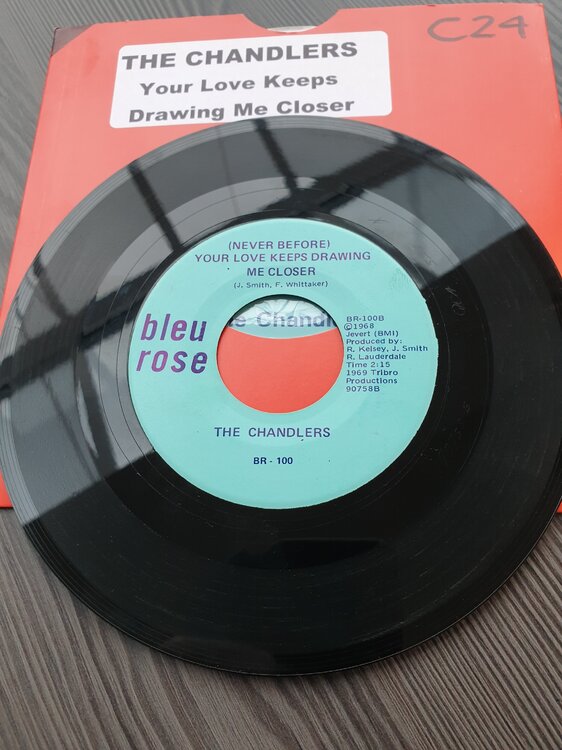 C24
THE CHANDLERS
Your Love Keeps
Drawing Me Closer
(NEVER BEFORE)
YOUR LOVE KEEPS DRAWING
ME CLOSER
(J. Smith, F. Whittaker)
bleu
rose
The Chandl
BR-100B
©1968
Jevert (BMI)
Produced by:
R. Kelsey, J. Smith
R. Lauderdale
Time 2:15
1969 Tribro
Productions
90758B
THE CHANDLERS
BR - 100